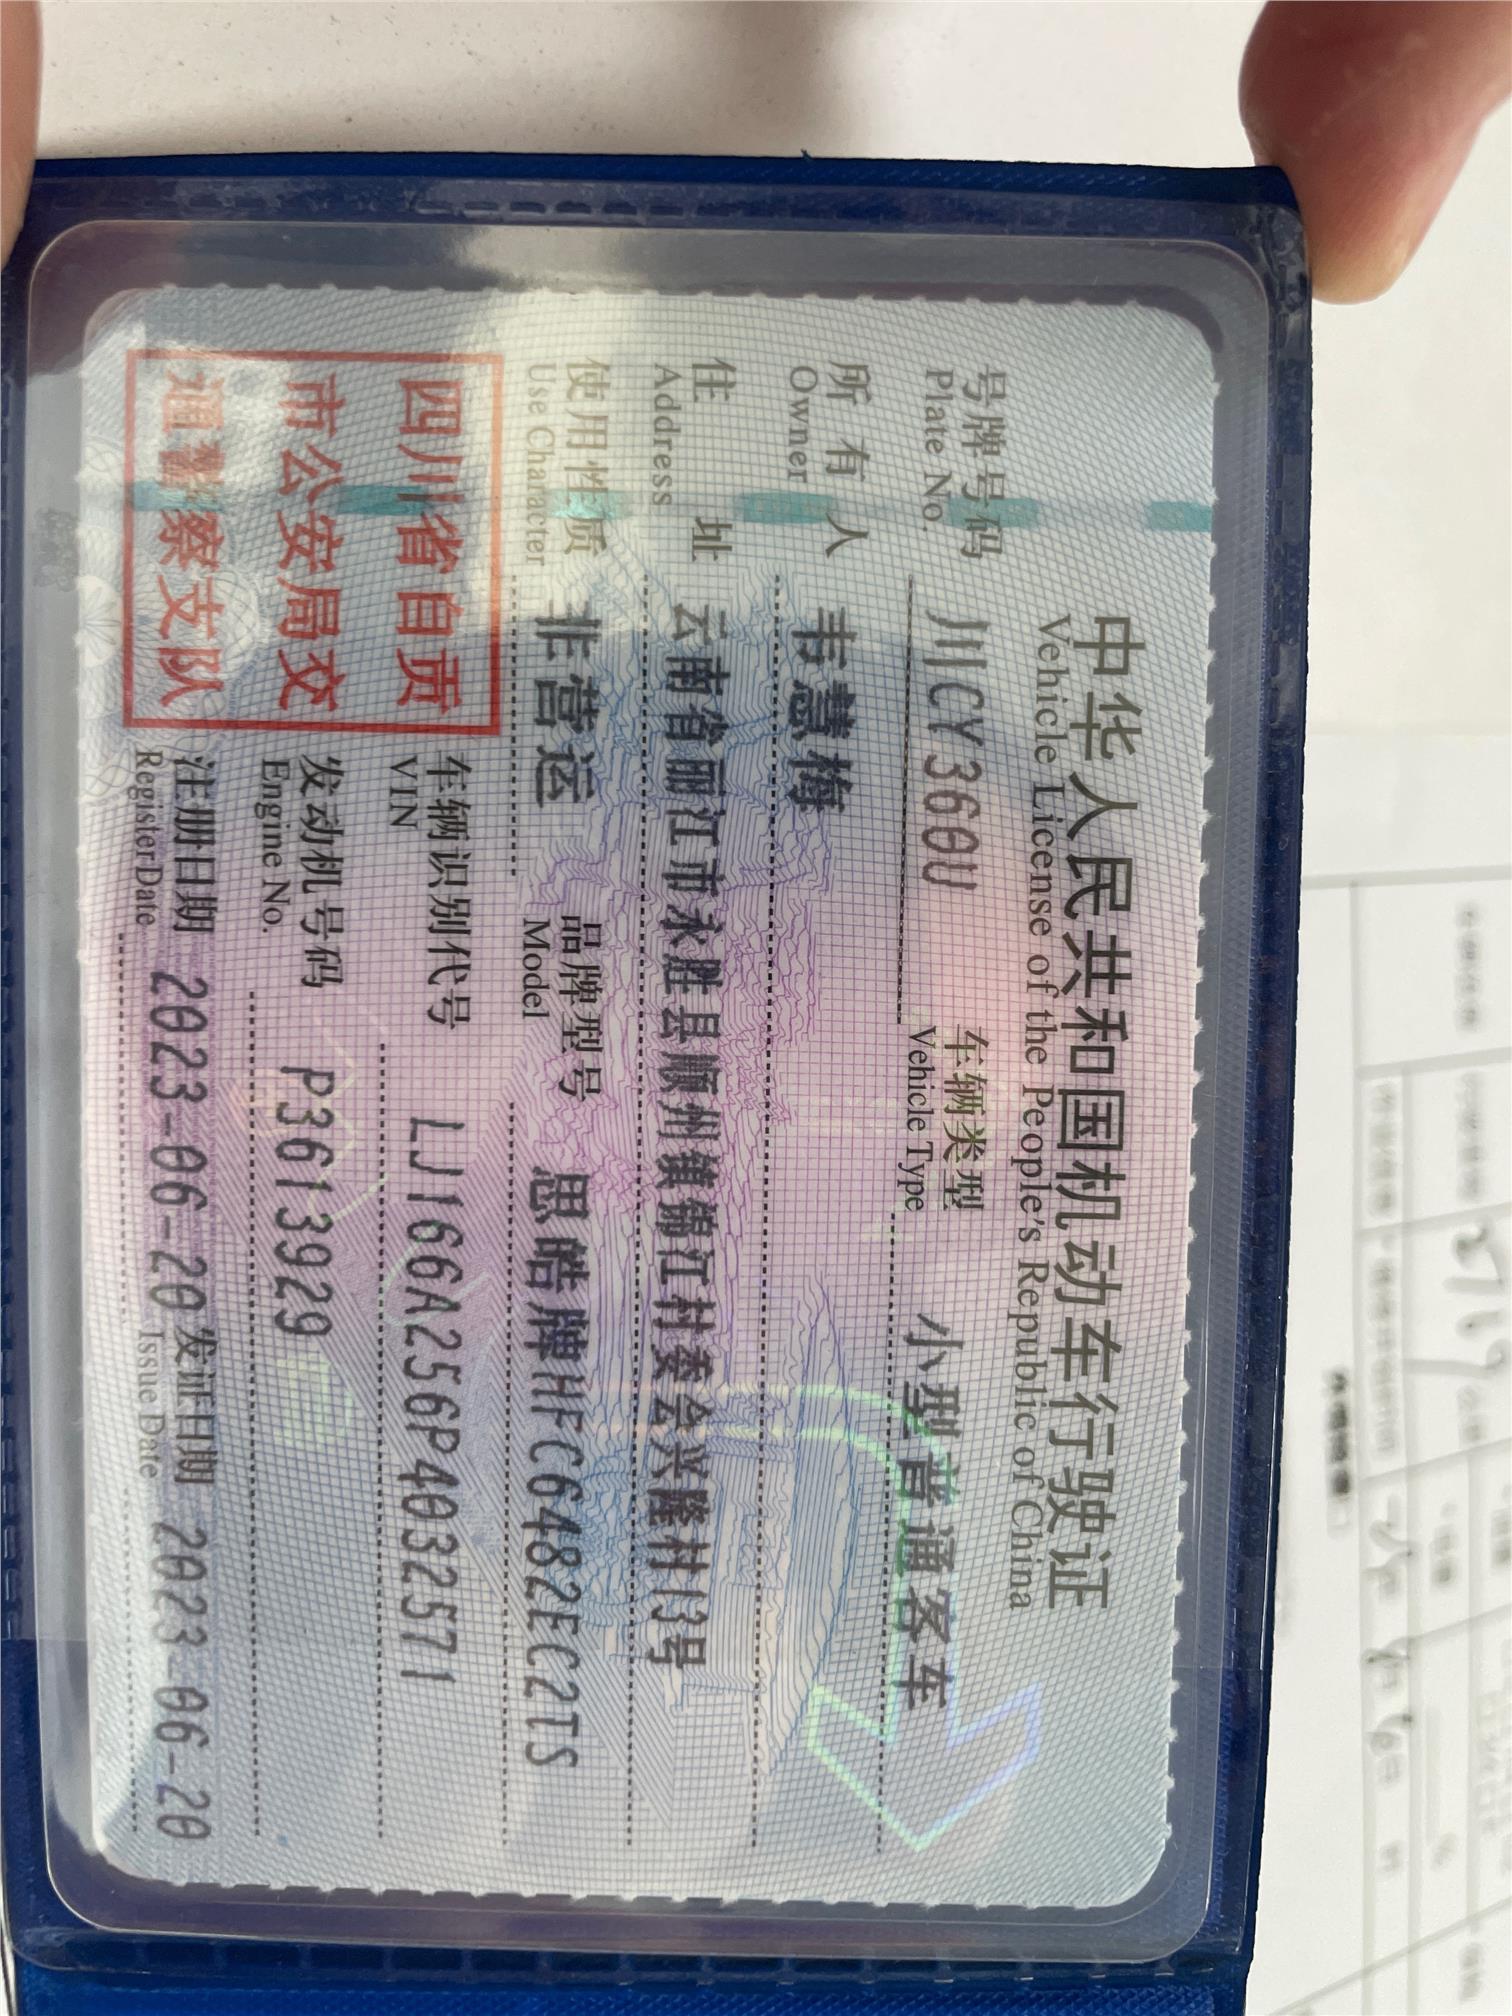 中华人民共和国机动车行驶证
Vehicle License of the People's Republic of China
号牌号码 川CY360U 车辆类型 小型普通客车
Plate No. Vehicle Type
所有人 韦慧梅
Owner
住址 云南省丽江市永胜县顺州镇锦江村委会兴隆村13号
Address
使用性质 非营运 品牌型号 思皓牌HFC6482EC2TS
Use Character Model
四川省自贡
市公安局交
通警察支队
车辆识别代号 LJ166A256P4032571
VIN
发动机号码 P3613929
Engine No.
注册日期 2023-06-20 发证日期 2023-06-20
Register Date Issue Date